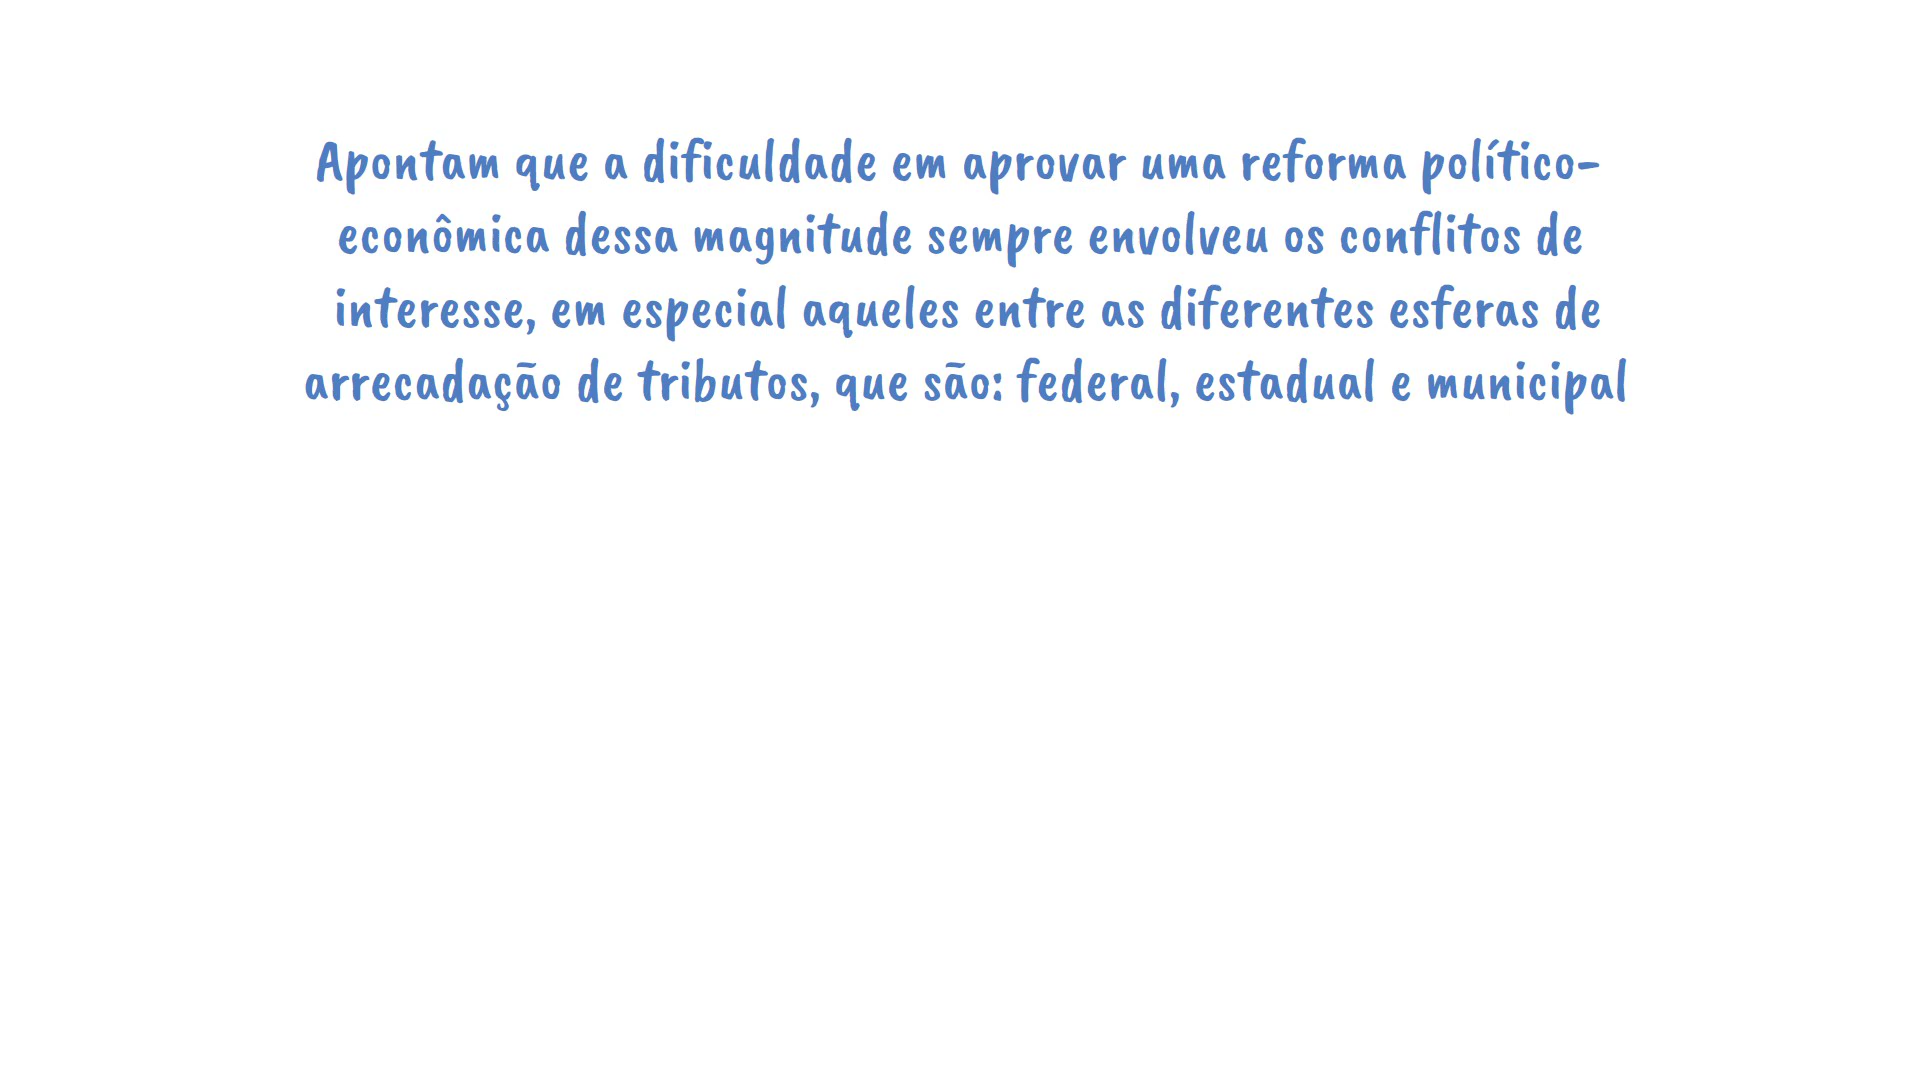 Apontam que a dificuldade em aprovar uma reforma político-
econômica dessa magnitude sempre envolveu os conflitos de
interesse, em especial aqueles entre as diferentes esferas de
arrecadação de tributos, que são: federal, estadual e municipal